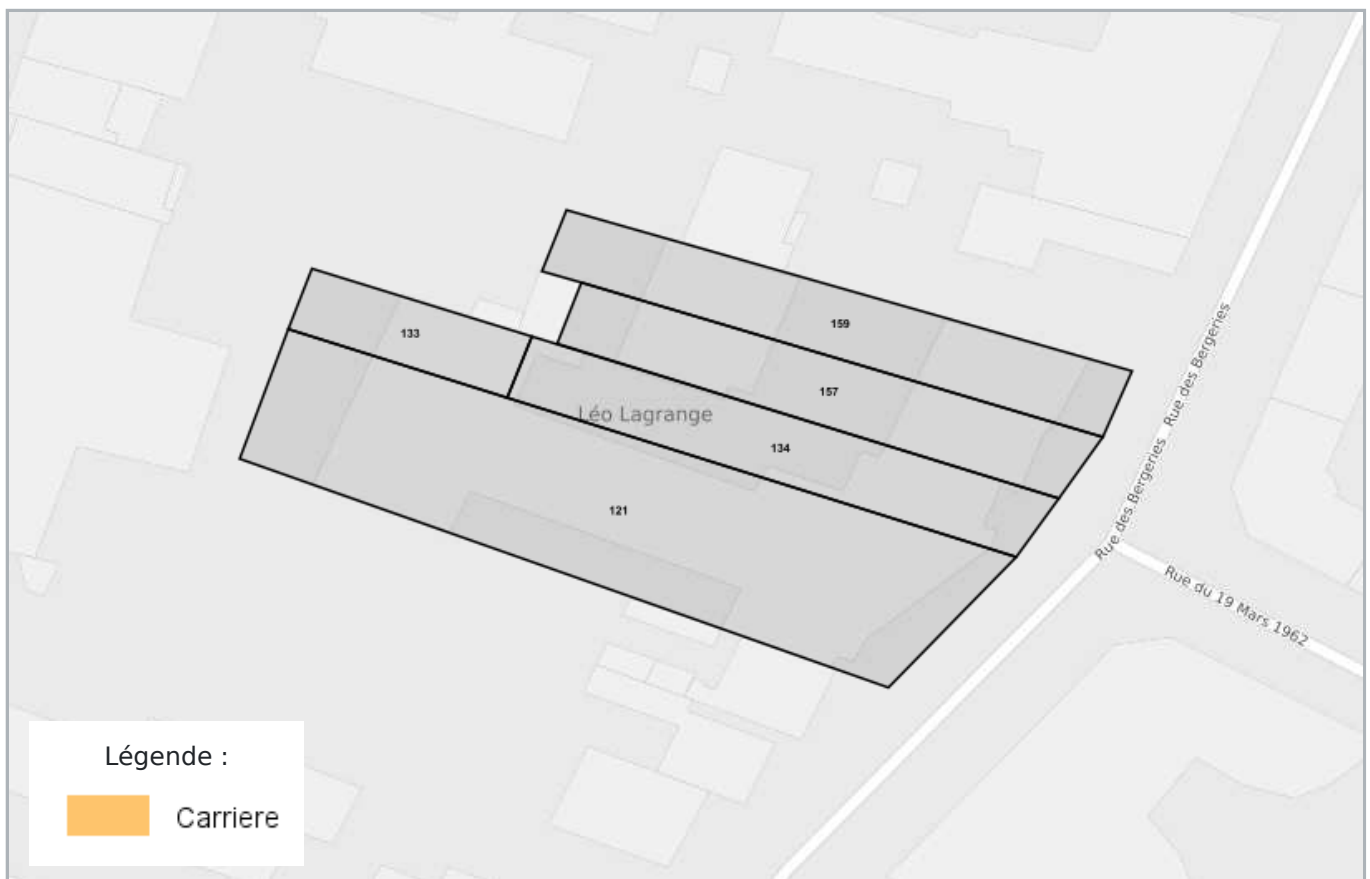 159
133
157
Léo Lagrange
134
121
Rue des Bergeries
Rue des Bergeries
Rue du 19 Mars 1962
Légende :
Carriere